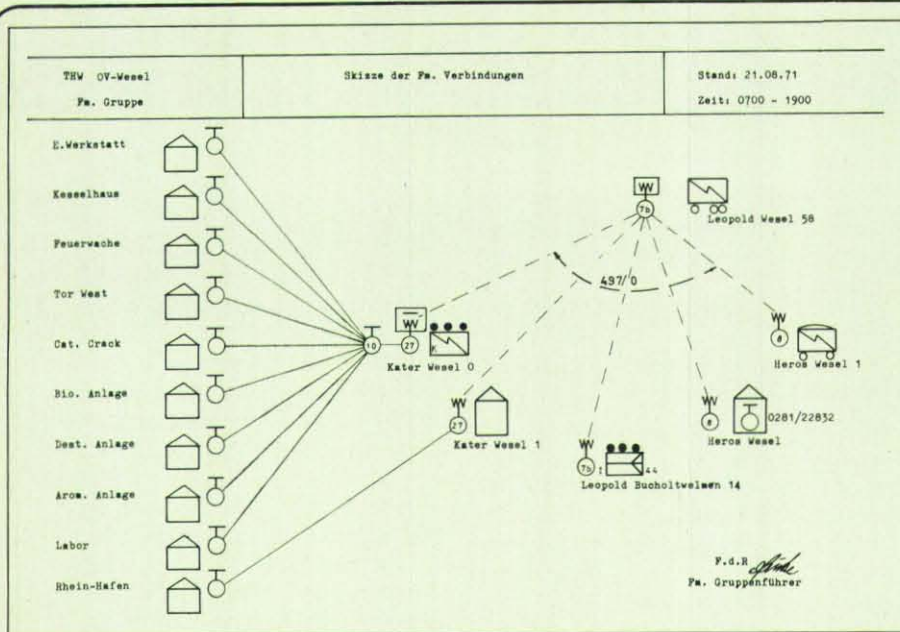 THW OV-Wesel
Fm. Gruppe
Skizze der Fm. Verbindungen
Stand: 21.08.71
Zeit: 0700 - 1900
E.Werkstatt
Kesselhaus
Feuerwache
Tor West
Cat. Crack
Bio. Anlage
Dest. Anlage
Arom. Anlage
Labor
Rhein-Hafen
10
27
K
Kater Wesel 0
27
Kater Wesel 1
7b
Leopold Wesel 58
497/0
8
Heros Wesel 1
8
0281/22832
Heros Wesel
7b
44
Leopold Bucholtwelmen 14
F.d.R
Fm. Gruppenführer